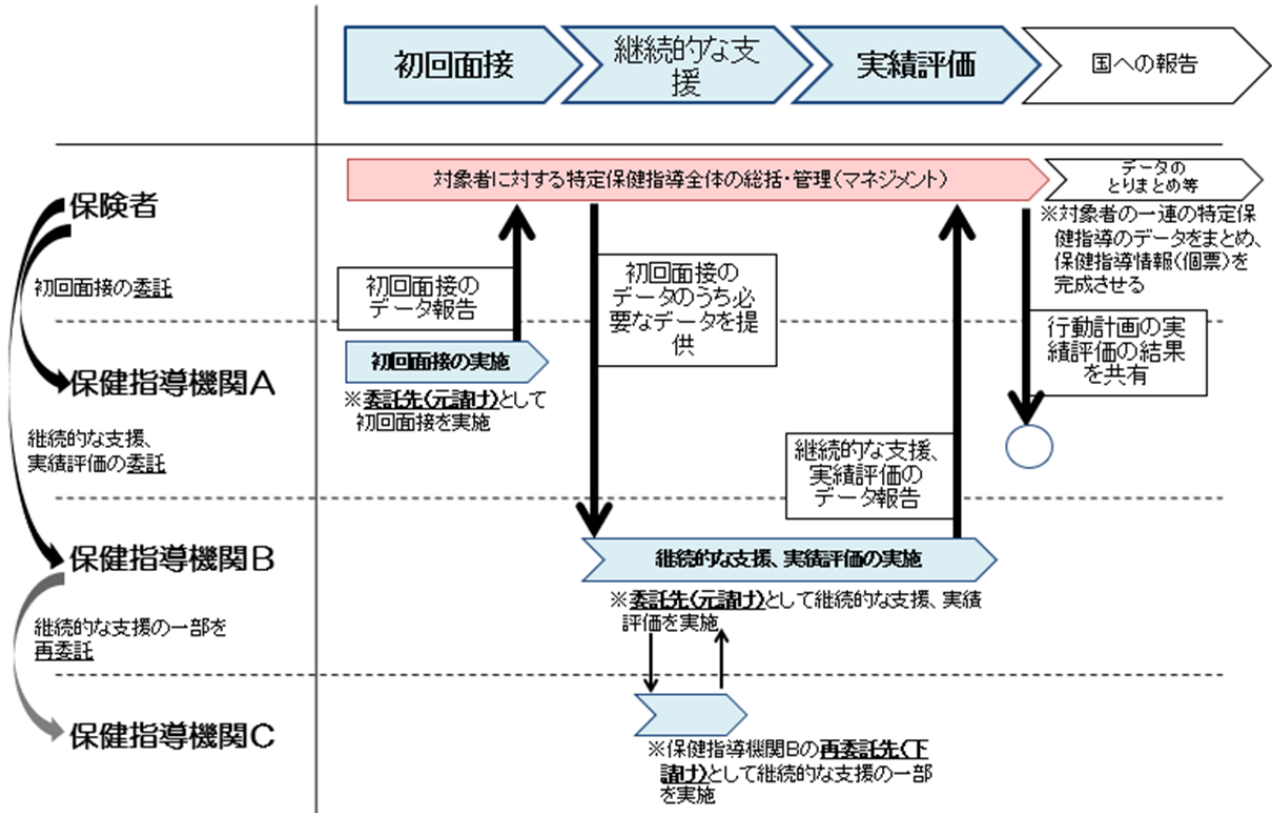 初回面接
継続的な支
援
実績評価
国への報告
保険者
対象者に対する特定保健指導全体の総括・管理（マネジメント）
データの
とりまとめ等
※対象者の一連の特定保
健指導のデータをまとめ、
保健指導情報（個票）を
完成させる
初回面接の委託
初回面接の
データ報告
初回面接の
データのうち必
要なデータを提
供
行動計画の実
績評価の結果
を共有
保健指導機関A
初回面接の実施
※委託先（元請け）として
初回面接を実施
継続的な支援、
実績評価の委託
継続的な支援、
実績評価の
データ報告
保健指導機関B
継続的な支援、実績評価の実施
※委託先（元請け）として継続的な支援、実績
評価を実施
継続的な支援の一部を
再委託
保健指導機関C
※保健指導機関Bの再委託先（下
請け）として継続的な支援の一部
を実施